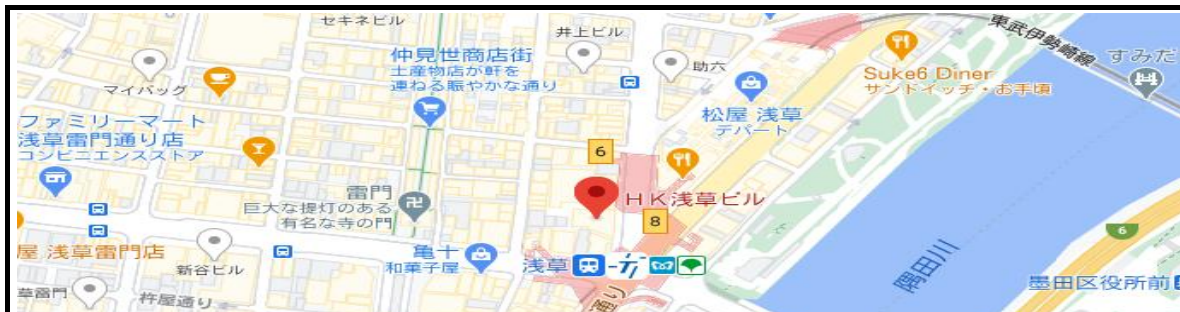 セキネビル
井上ビル
東武伊勢崎線
すみだ
仲見世商店街
土産物店が軒を
連ねる賑やかな通り
助六
Suke6 Diner
サンドイッチ・お手頃
マイバッグ
松屋 浅草
デパート
ファミリーマート
浅草雷門通り店
コンビニエンスストア
6
雷門
巨大な提灯のある
有名な寺の門
HK浅草ビル
8
6
屋 浅草雷門店
新谷ビル
亀十
和菓子屋
浅草
隅田川
墨田区役所前
草雷門
杵屋通り
通り